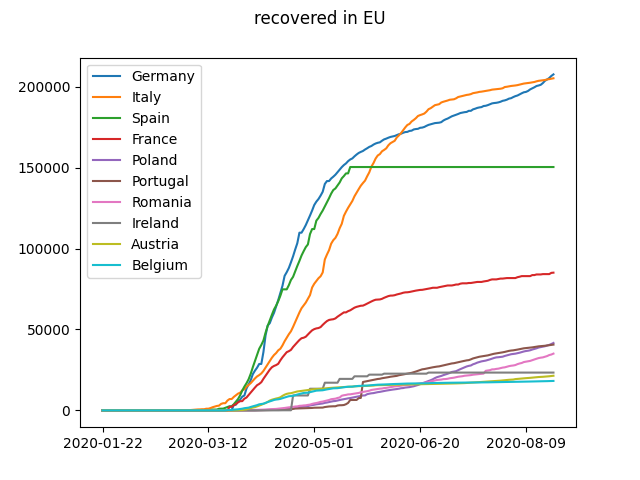 recovered in EU
200000
150000
100000
50000
0
Germany
Italy
Spain
France
Poland
Portugal
Romania
Ireland
Austria
Belgium
2020-01-22
2020-03-12
2020-05-01
2020-06-20
2020-08-09